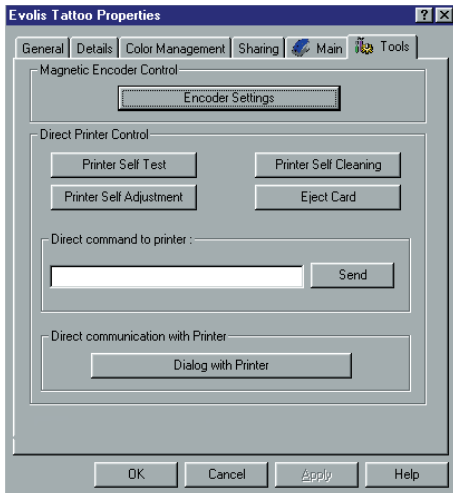 Evolis Tattoo Properties
General Details Color Management Sharing Main Tools
Magnetic Encoder Control
Encoder Settings
Direct Printer Control
Printer Self Test Printer Self Cleaning
Printer Self Adjustment Eject Card
Direct command to printer :
Send
Direct communication with Printer
Dialog with Printer
OK Cancel Apply Help